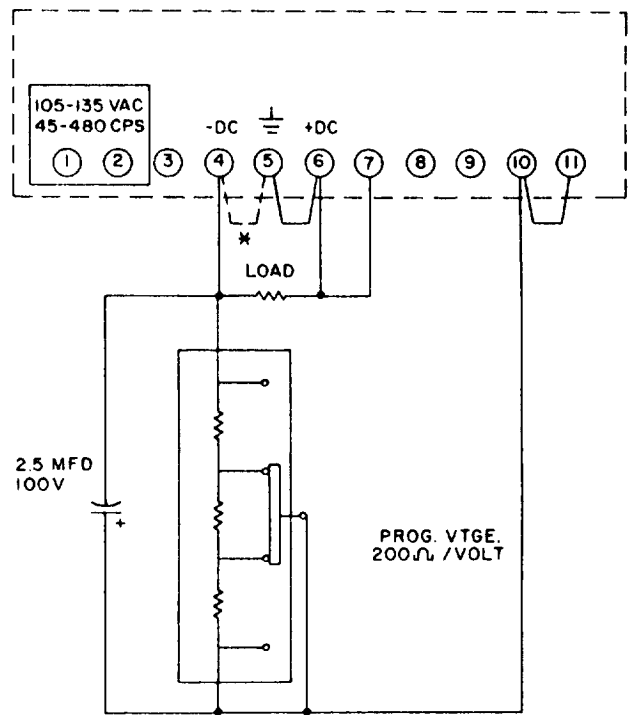 105-135 VAC
45-480 CPS
-DC
+DC
1 2 3 4 5 6 7 8 9 10 11
*
LOAD
2.5 MFD
100V
+
PROG. VTGE.
200Ω /VOLT